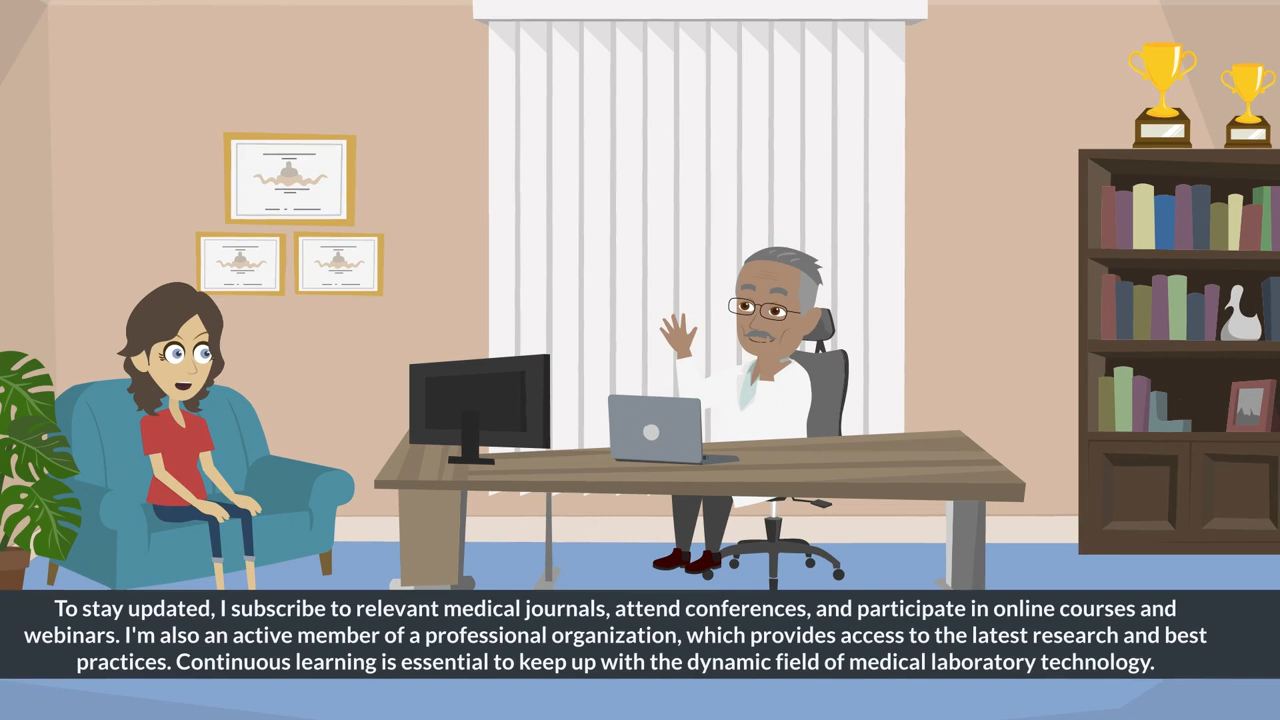 To stay updated, I subscribe to relevant medical journals, attend conferences, and participate in online courses and
webinars. I'm also an active member of a professional organization, which provides access to the latest research and best
practices. Continuous learning is essential to keep up with the dynamic field of medical laboratory technology.